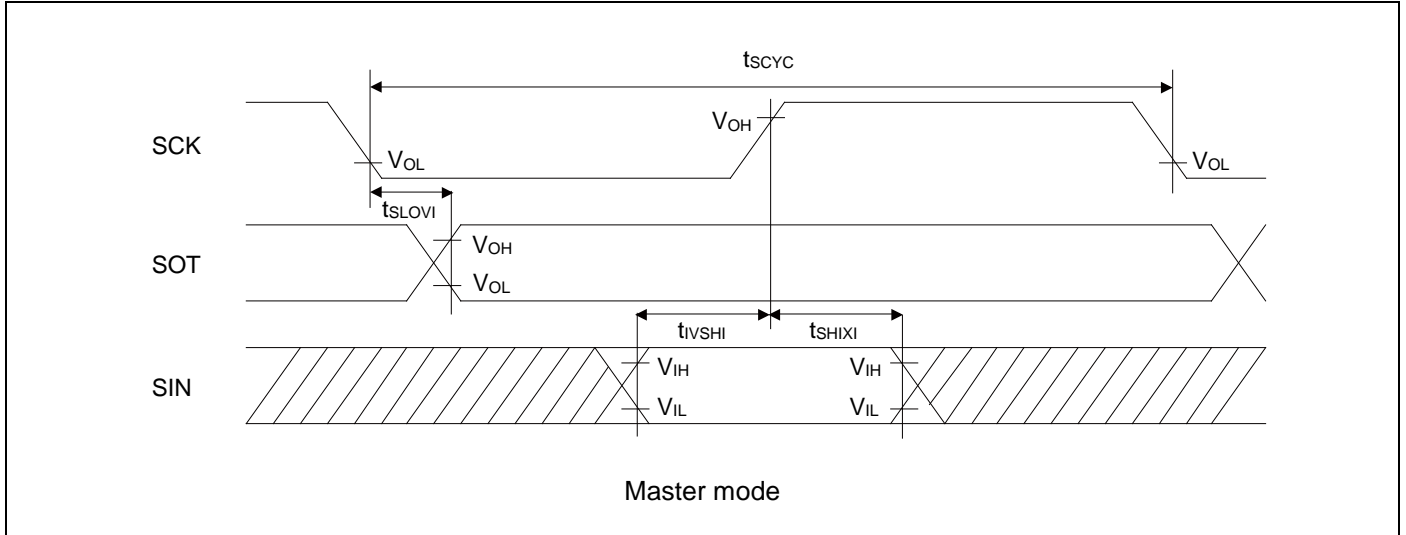 tSCYC
SCK
VOH
VOL
VOL
tSLOVI
SOT
VOH
VOL
tIVSHI
tSHIXI
SIN
VIH
VIH
VIL
VIL
Master mode